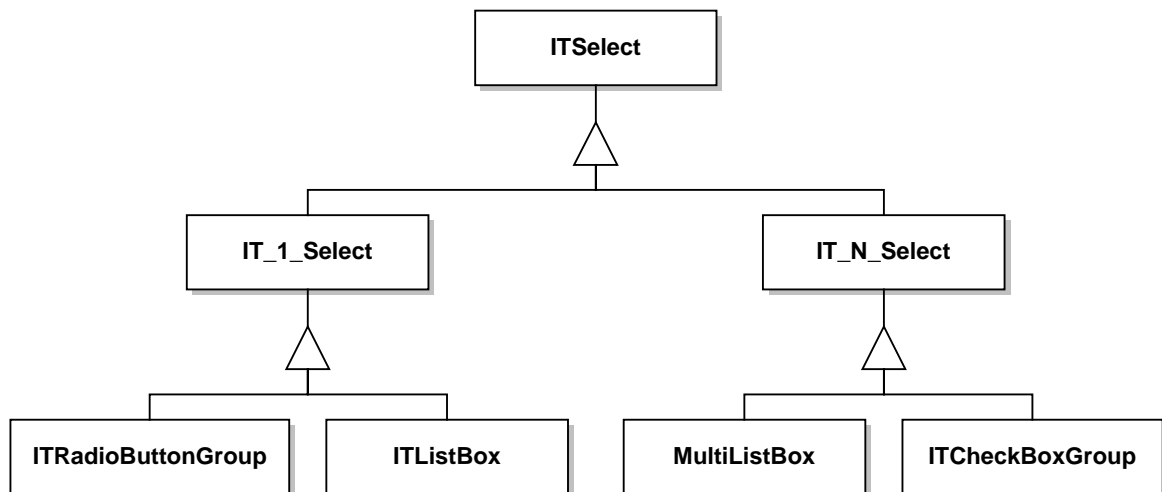 ITSelect
IT_1_Select
IT_N_Select
ITRadioButtonGroup
ITListBox
MultiListBox
ITCheckBoxGroup